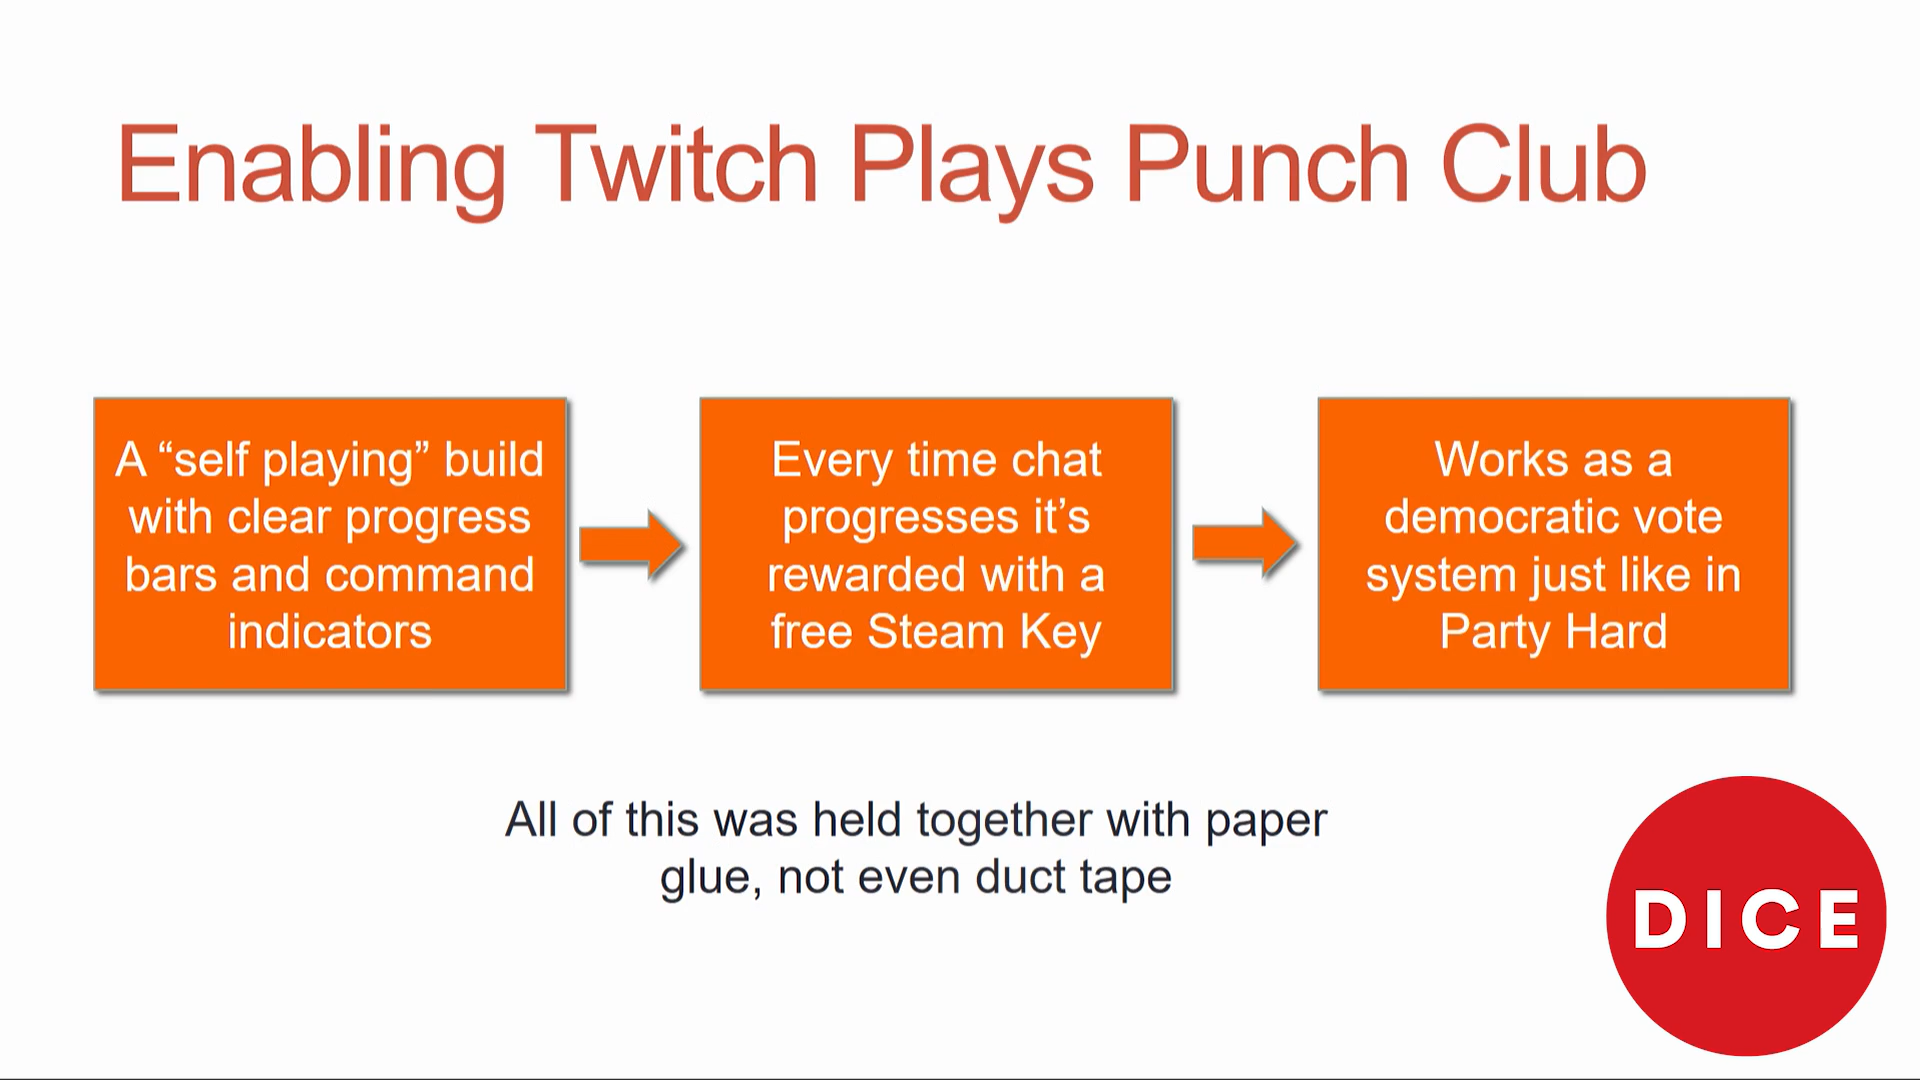 Enabling Twitch Plays Punch Club
A “self playing” build
with clear progress
bars and command
indicators
Every time chat
progresses it’s
rewarded with a
free Steam Key
Works as a
democratic vote
system just like in
Party Hard
All of this was held together with paper
glue, not even duct tape
DICE